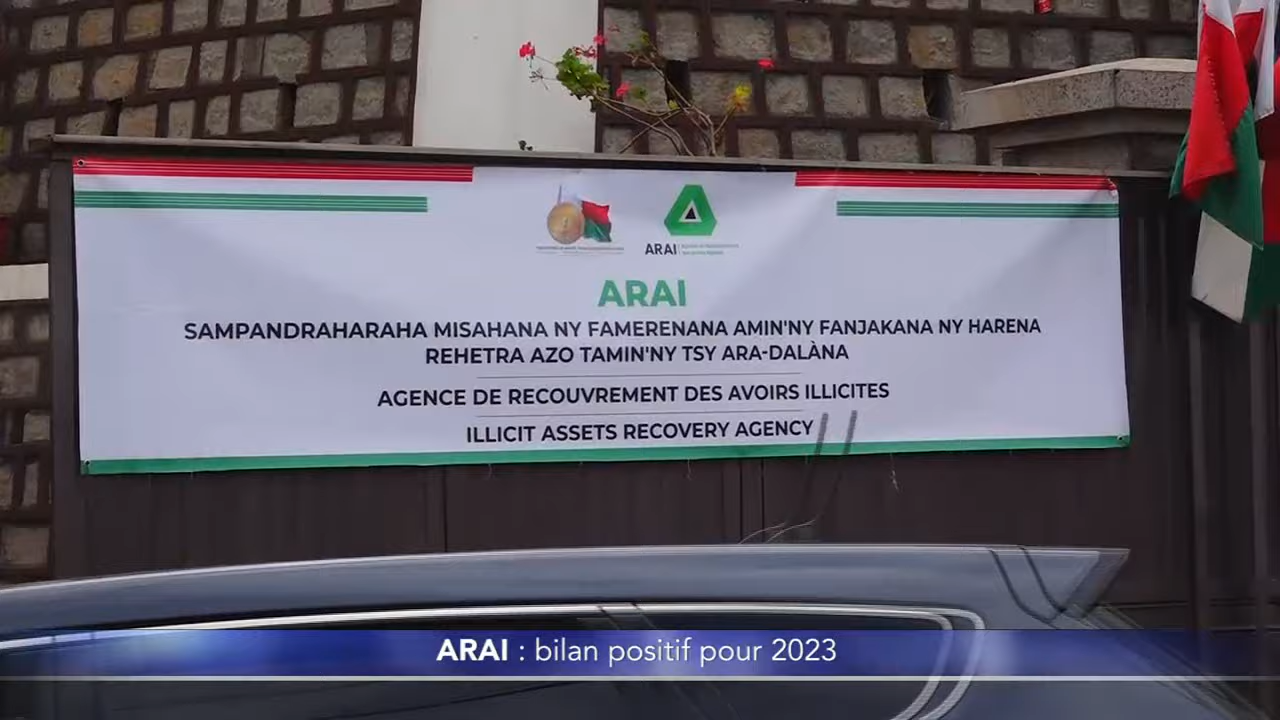 ARAI
ARAI
SAMPANDRAHARAHA MISAHANA NY FAMERENANA AMIN'NY FANJAKANA NY HARENA
REHETRA AZO TAMIN'NY TSY ARA-DALÀNA
AGENCE DE RECOUVREMENT DES AVOIRS ILLICITES
ILLICIT ASSETS RECOVERY AGENCY
ARAI : bilan positif pour 2023